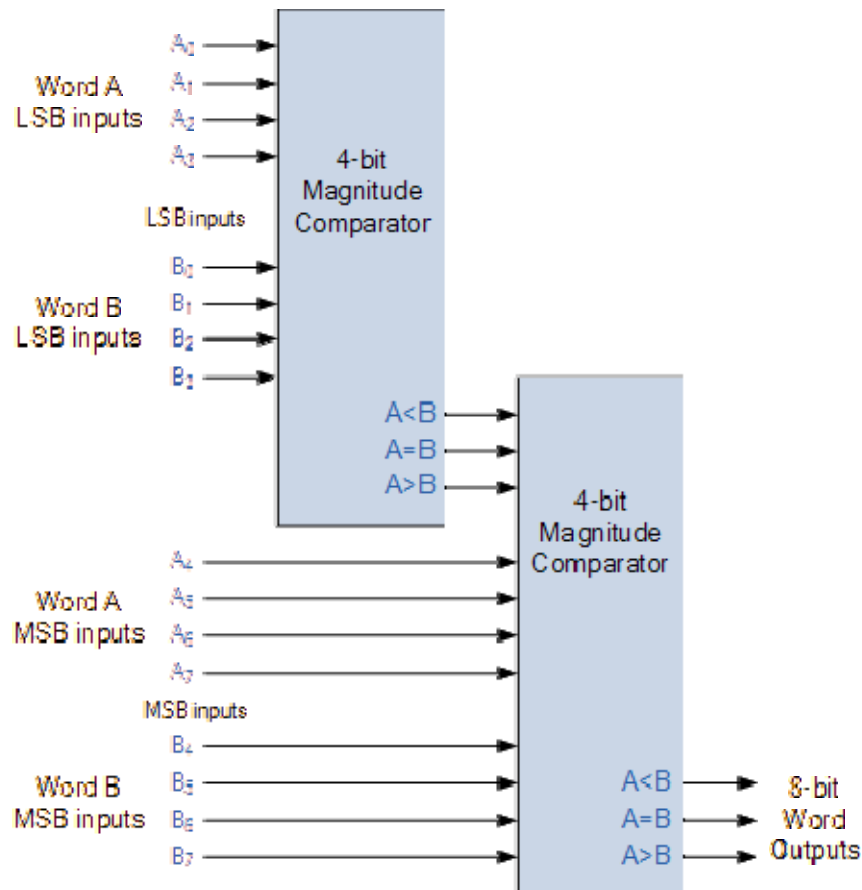 A₀
A₁
A₂
A₃
Word A
LSB inputs
4-bit
Magnitude
Comparator
LSB inputs
B₀
B₁
B₂
B₃
Word B
LSB inputs
A<B
A=B
A>B
4-bit
Magnitude
Comparator
A₄
A₅
A₆
A₇
Word A
MSB inputs
MSB inputs
B₄
B₅
B₆
B₇
Word B
MSB inputs
A<B
A=B
A>B
8-bit
Word
Outputs